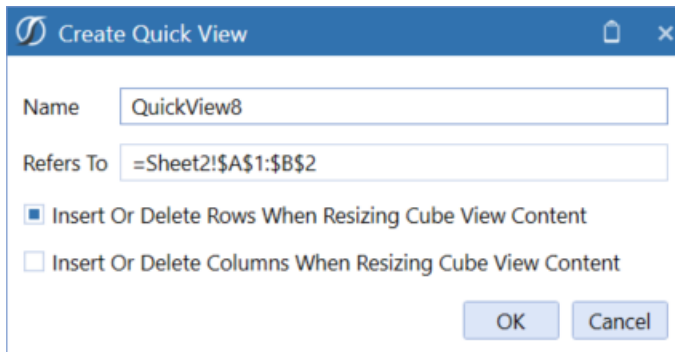 Create Quick View
Name QuickView8
Refers To =Sheet2!$A$1:$B$2
Insert Or Delete Rows When Resizing Cube View Content
Insert Or Delete Columns When Resizing Cube View Content
OK Cancel